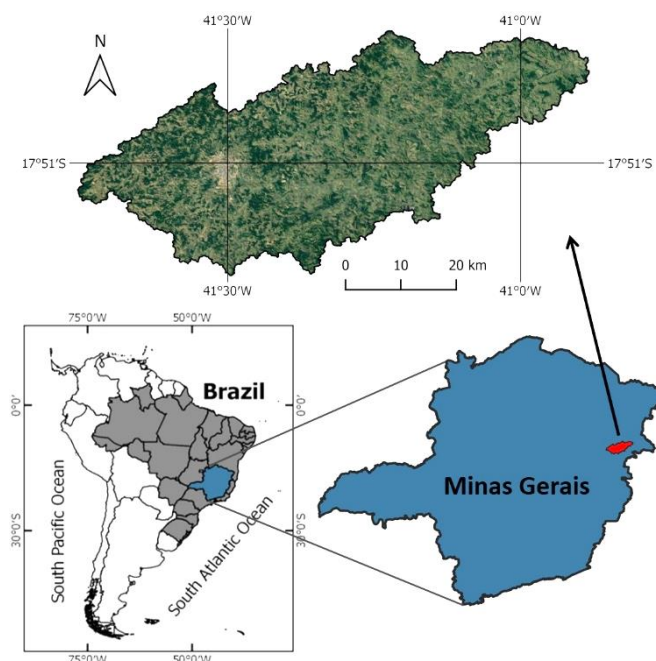 41°30'W
41°0'W
N
17°51'S
17°51'S
0
10
20 km
41°30'W
41°0'W
75°0'W
50°0'W
Brazil
0°0'
0°0'
Minas Gerais
South Pacific Ocean
South Atlantic Ocean
30°0'S
30°0'S
75°0'W
50°0'W